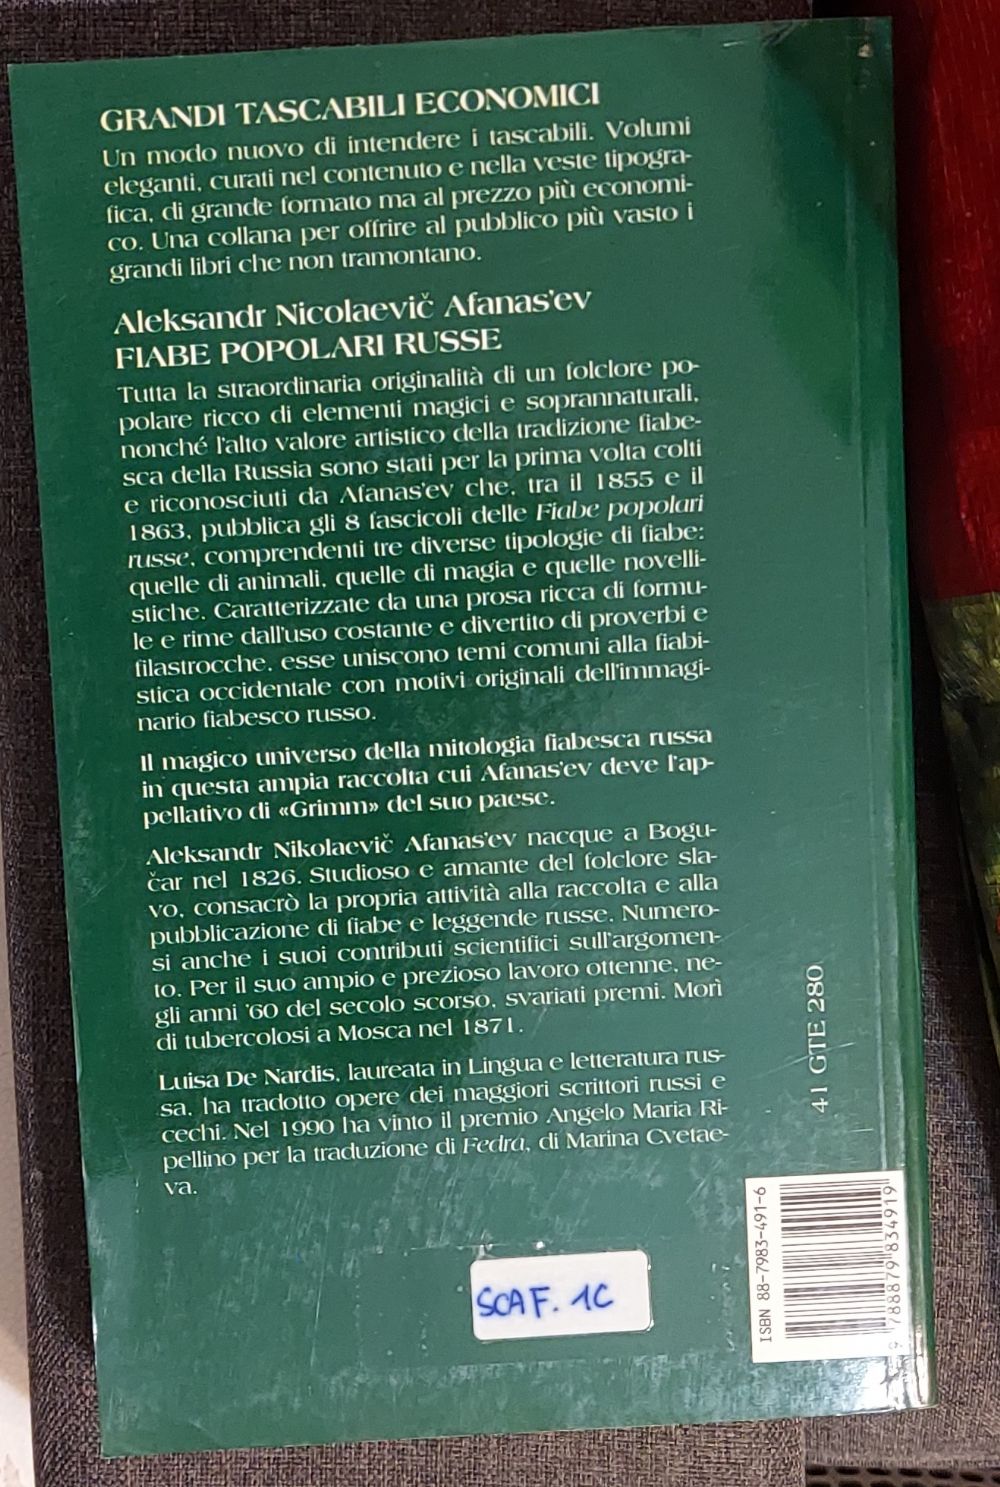 GRANDI TASCABILI ECONOMICI
Un modo nuovo di intendere i tascabili. Volumi
eleganti, curati nel contenuto e nella veste tipogra-
fica, di grande formato ma al prezzo più economi-
co. Una collana per offrire al pubblico più vasto i
grandi libri che non tramontano.
Aleksandr Nicolaevič Afanas'ev
FIABE POPOLARI RUSSE
Tutta la straordinaria originalità di un folclore po-
polare ricco di elementi magici e soprannaturali,
nonché l'alto valore artistico della tradizione fiabe-
sca della Russia sono stati per la prima volta colti
e riconosciuti da Afanas'ev che, tra il 1855 e il
1863, pubblica gli 8 fascicoli delle Fiabe popolari
russe, comprendenti tre diverse tipologie di fiabe:
quelle di animali, quelle di magia e quelle novelli-
stiche. Caratterizzate da una prosa ricca di formu-
le e rime dall'uso costante e divertito di proverbi e
filastrocche, esse uniscono temi comuni alla fiabi-
stica occidentale con motivi originali dell'immagi-
nario fiabesco russo.
Il magico universo della mitologia fiabesca russa
in questa ampia raccolta cui Afanas'ev deve l'ap-
pellativo di «Grimm» del suo paese.
Aleksandr Nikolaevič Afanas'ev nacque a Bogu-
čar nel 1826. Studioso e amante del folclore sla-
vo, consacrò la propria attività alla raccolta e alla
pubblicazione di fiabe e leggende russe. Numero-
si anche i suoi contributi scientifici sull'argomen-
to. Per il suo ampio e prezioso lavoro ottenne, ne-
gli anni '60 del secolo scorso, svariati premi. Morì
di tubercolosi a Mosca nel 1871.
Luisa De Nardis, laureata in Lingua e letteratura rus-
sa, ha tradotto opere dei maggiori scrittori russi e
cechi. Nel 1990 ha vinto il premio Angelo Maria Ri-
pellino per la traduzione di Fedra, di Marina Cvetae-
va.
41 GTE 280
ISBN 88-7983-491-6
9 788879 834919
SCAF. 1C